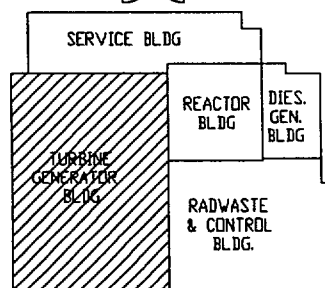 SERVICE BLDG
REACTOR
BLDG
DIES.
GEN.
BLDG
TURBINE
GENERATOR
BLDG
RADWASTE
& CONTROL
BLDG.